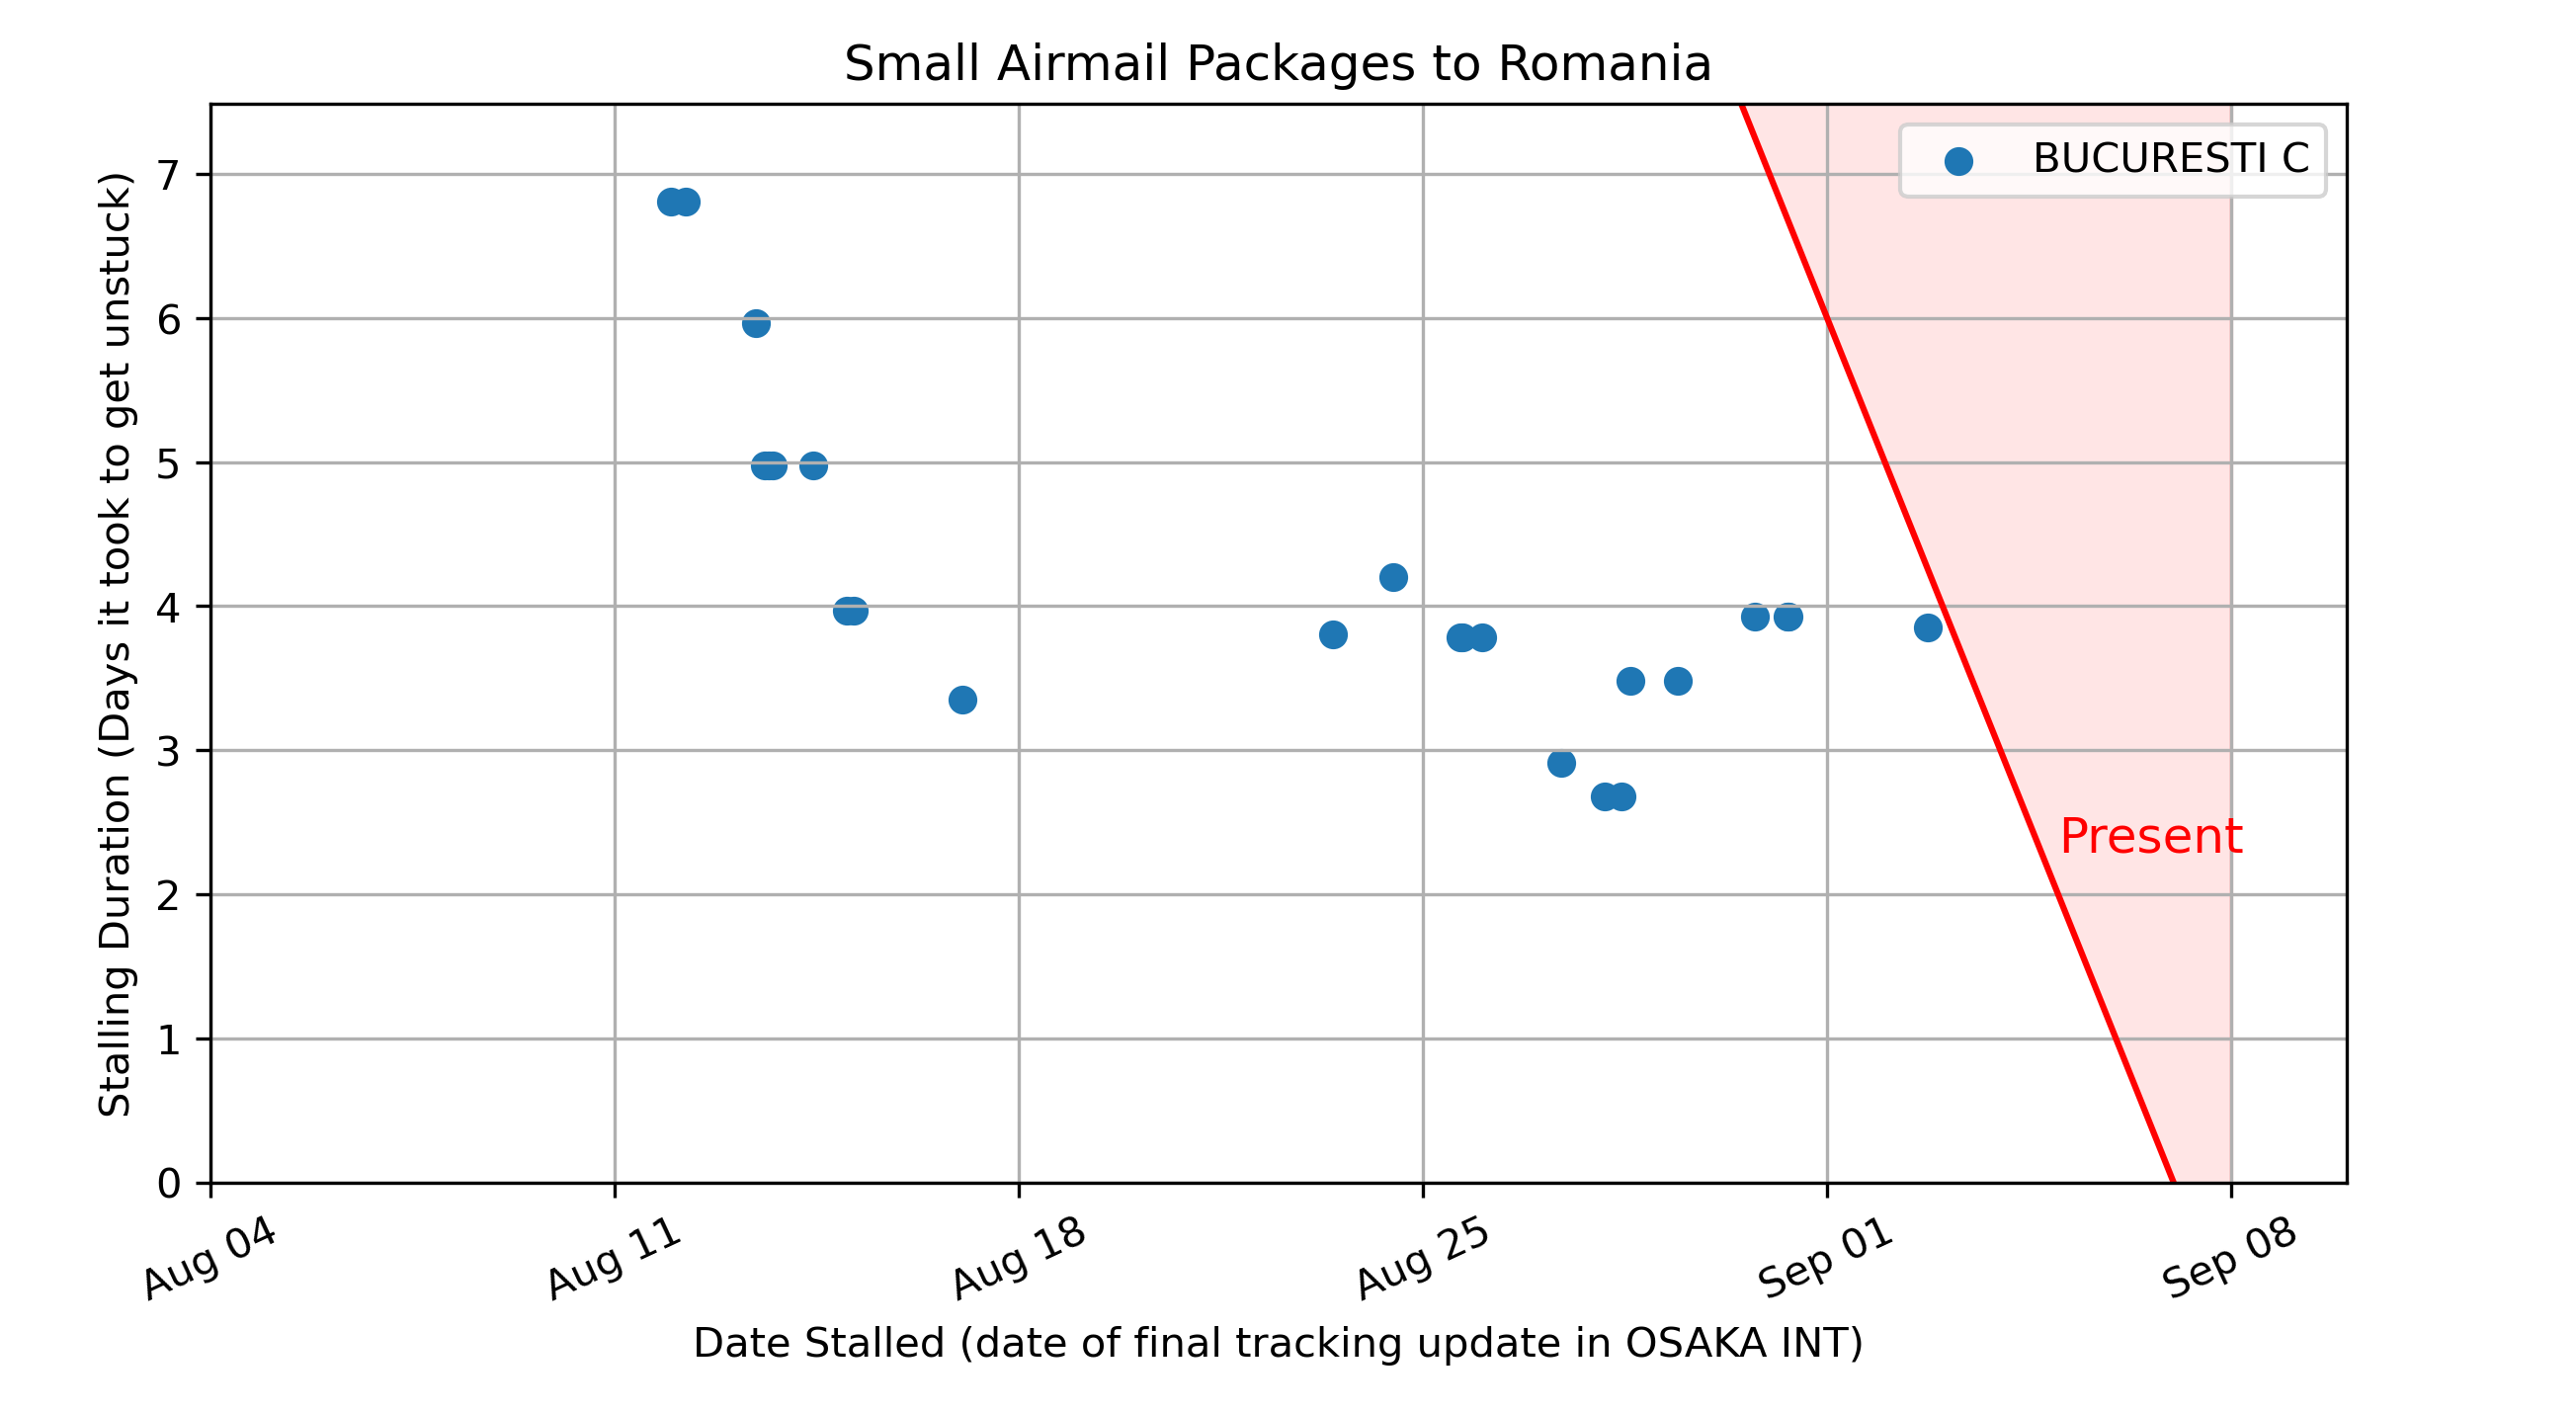 Small Airmail Packages to Romania
BUCURESTI C
Stalling Duration (Days it took to get unstuck)
7
6
5
4
3
2
1
0
Present
Aug 04
Aug 11
Aug 18
Aug 25
Sep 01
Sep 08
Date Stalled (date of final tracking update in OSAKA INT)